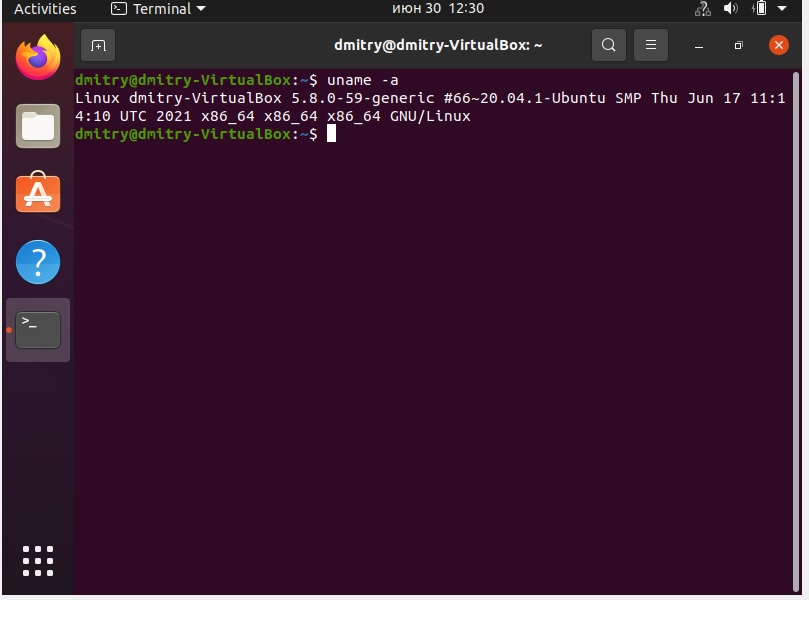 Activities
Terminal
июн 30 12:30
dmitry@dmitry-VirtualBox: ~
dmitry@dmitry-VirtualBox:~$ uname -a
Linux dmitry-VirtualBox 5.8.0-59-generic #66~20.04.1-Ubuntu SMP Thu Jun 17 11:1
4:10 UTC 2021 x86_64 x86_64 x86_64 GNU/Linux
dmitry@dmitry-VirtualBox:~$